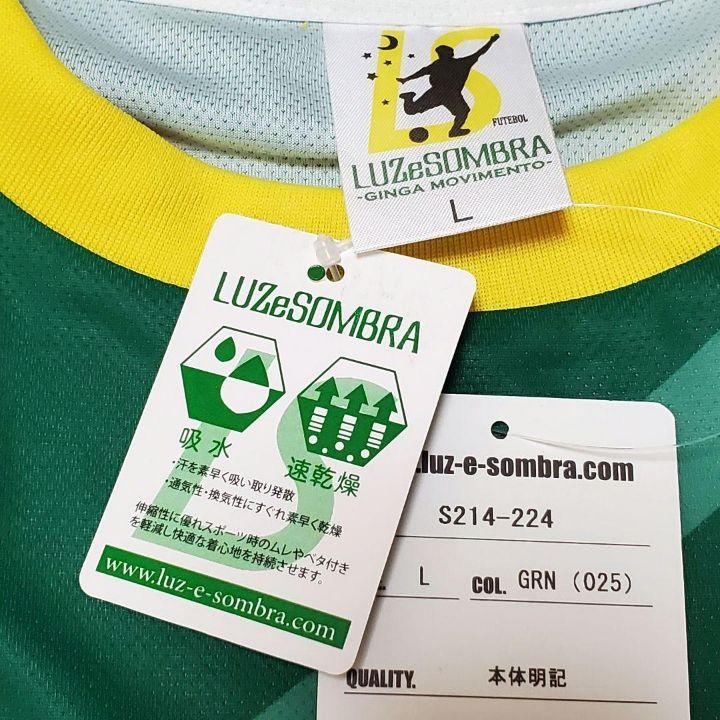 LS
FUTEBOL
LUZeSOMBRA
-GINGA MOVIMENTO-
L
LUZeSOMBRA
吸水
速乾燥
・汗を素早く吸い取り発散
・通気性・換気性にすぐれ素早く乾燥
伸縮性に優れスポーツ時のムレやベタ付き
を軽減し快適な着心地を持続させます。
www.luz-e-sombra.com
.luz-e-sombra.com
S214-224
L COL. GRN (025)
QUALITY. 本体明記